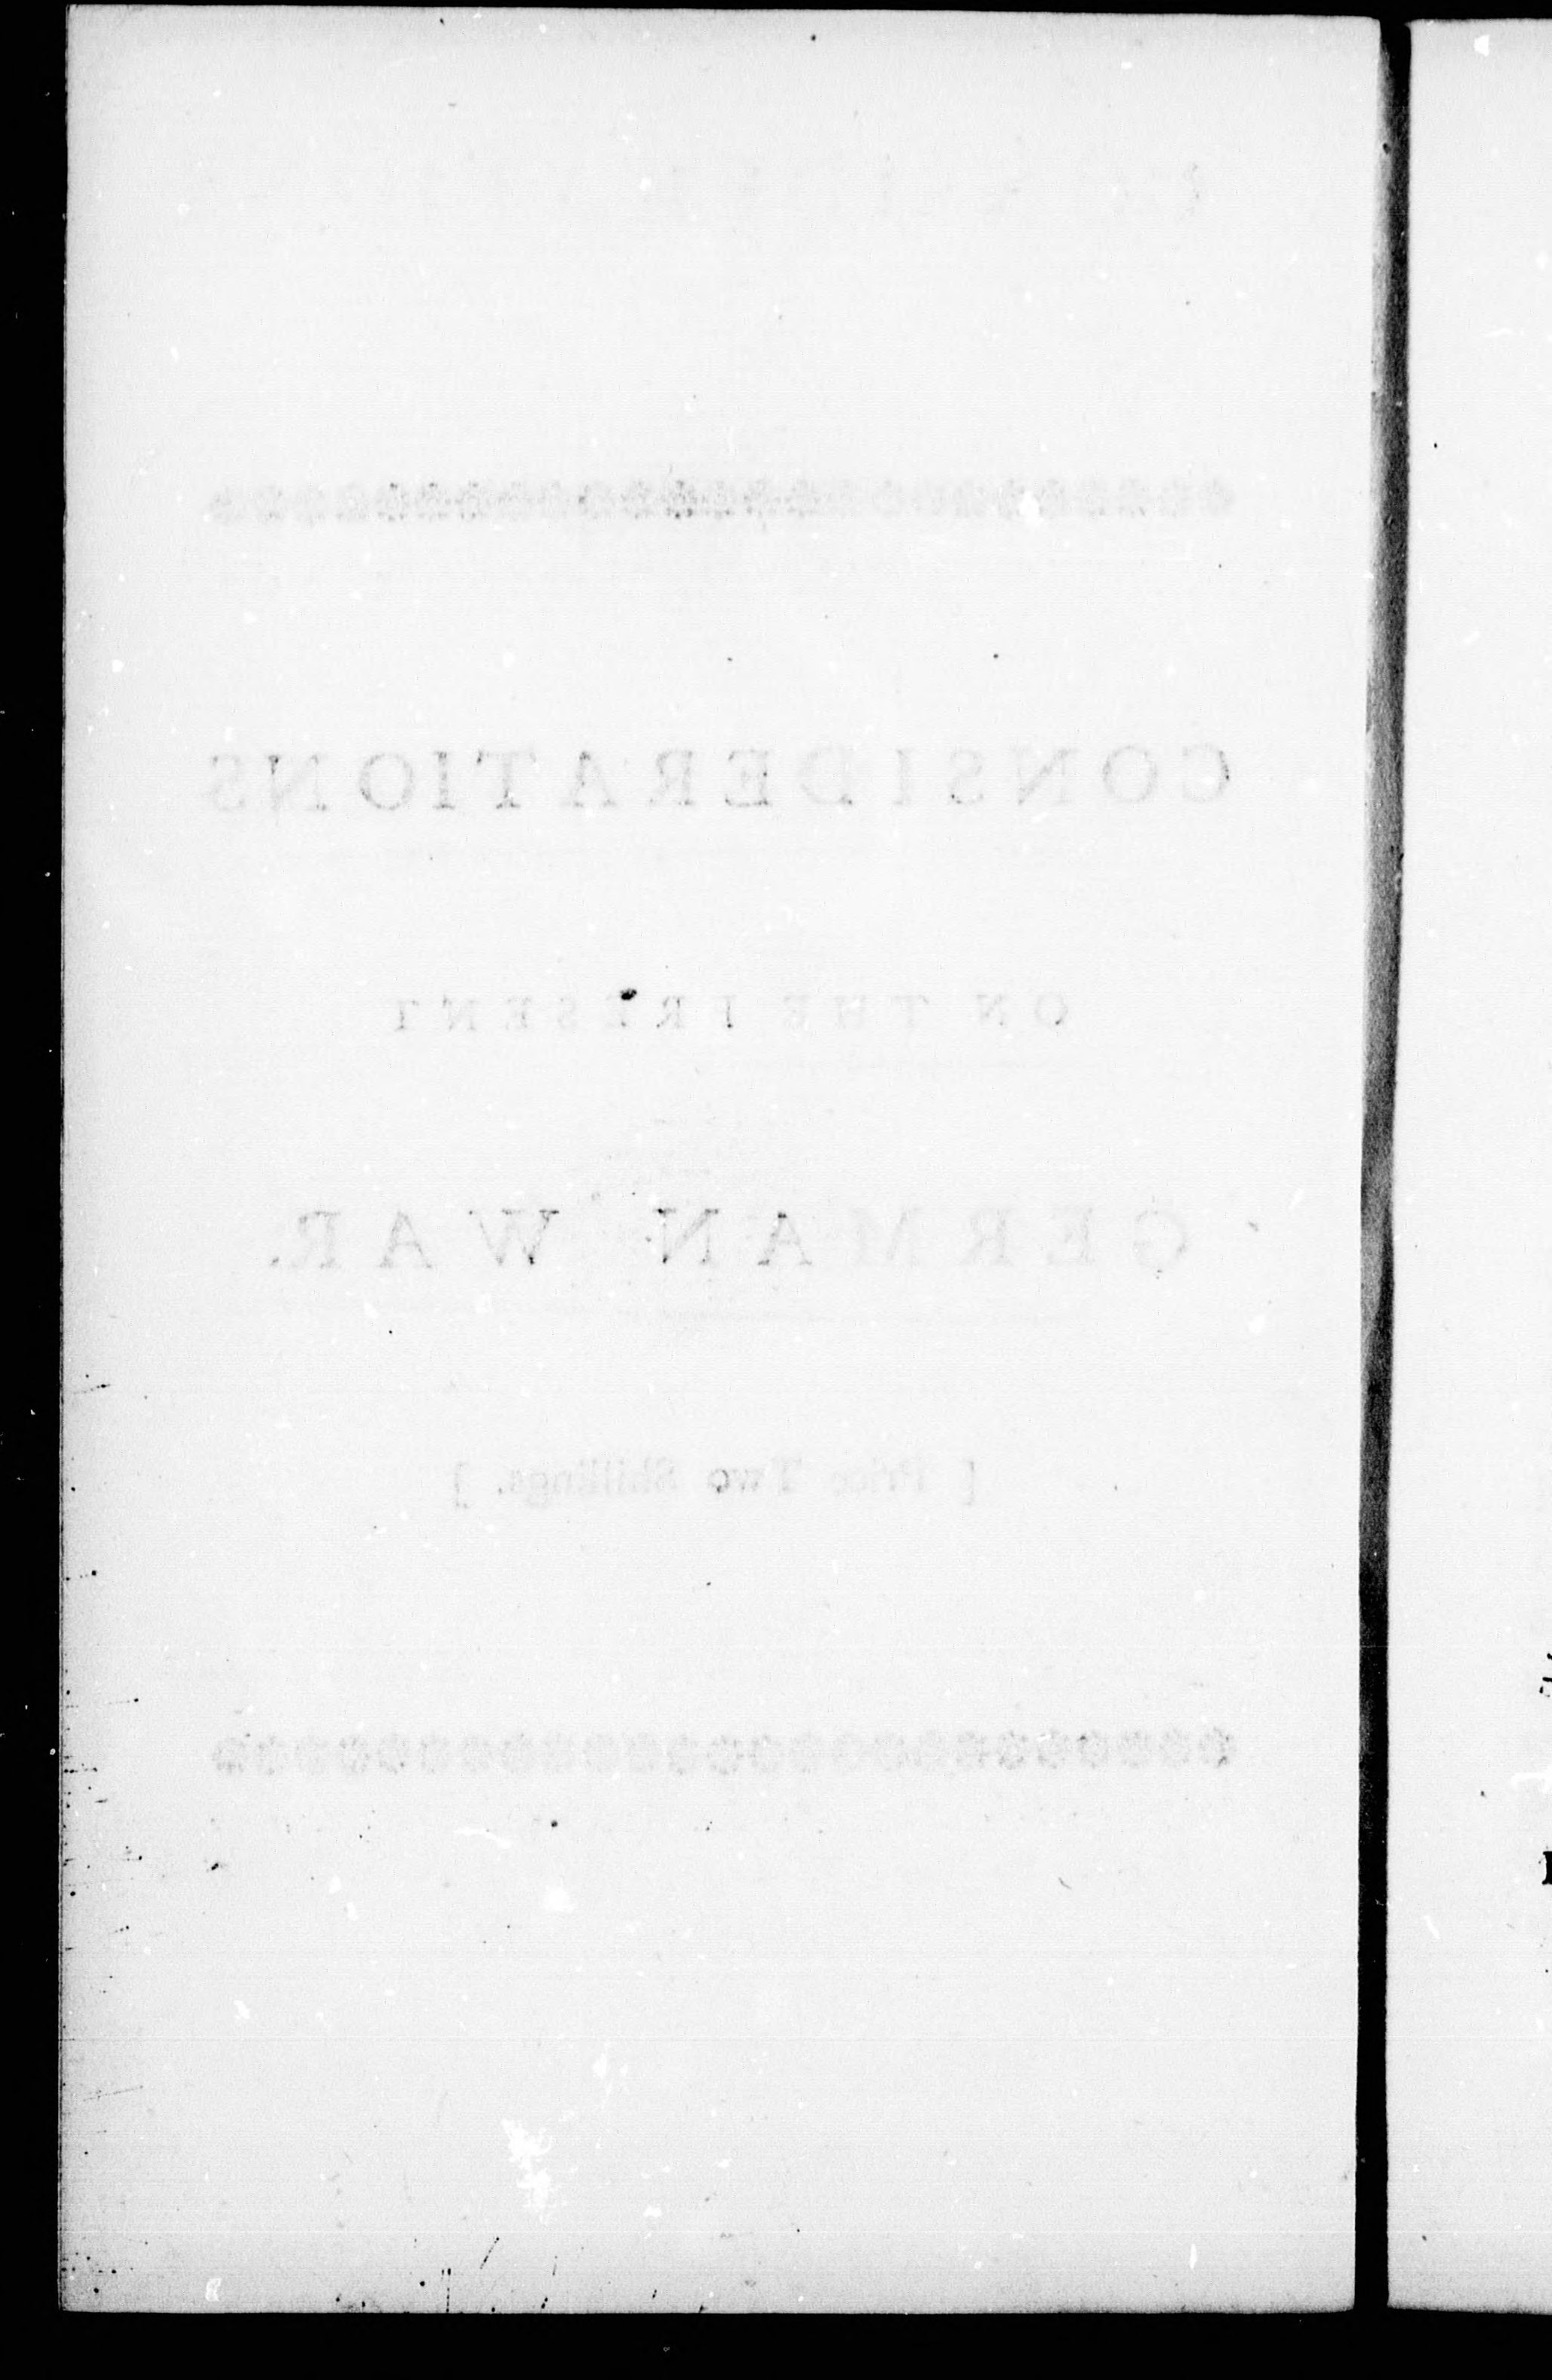 CONSIDERATIONS
ON THE PRESENT
GERMAN WAR.
[ Price Two Shillings. ]